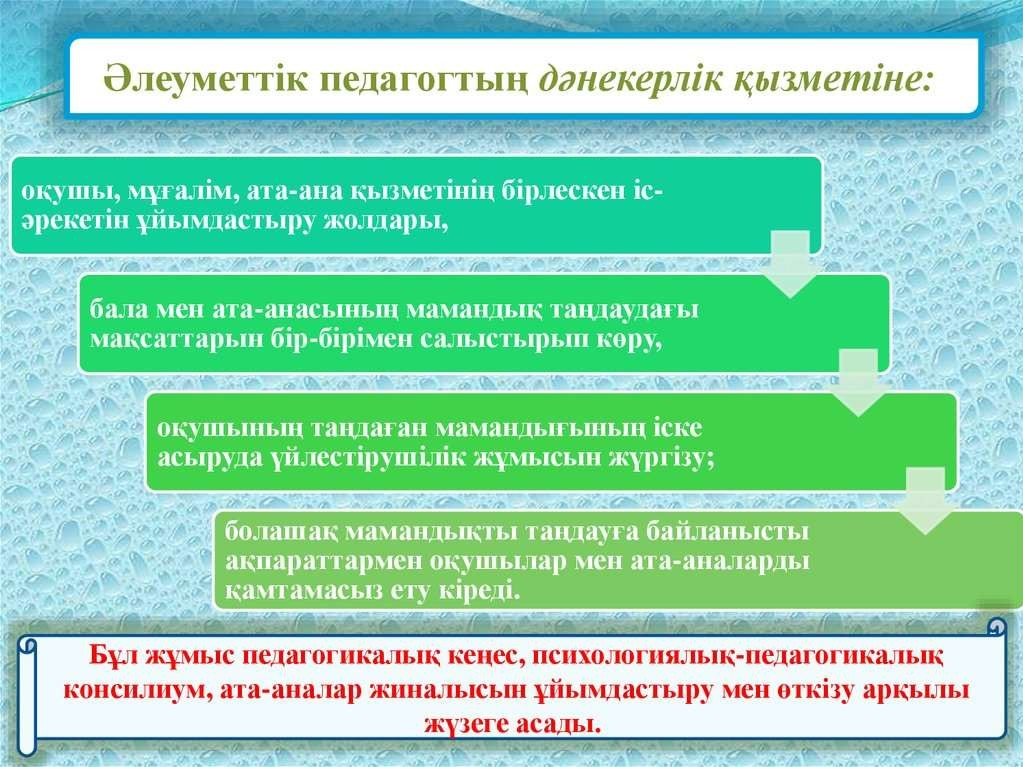 Әлеуметтік педагогтың дәнекерлік қызметіне:
оқушы, мұғалім, ата-ана қызметінің бірлескен іс-
әрекетін ұйымдастыру жолдары,
бала мен ата-анасының мамандық таңдаудағы
мақсаттарын бір-бірімен салыстырып көру,
оқушының таңдаған мамандығының іске
асыруда үйлестірушілік жұмысын жүргізу;
болашақ мамандықты таңдауға байланысты
ақпараттармен оқушылар мен ата-аналарды
қамтамасыз ету кіреді.
Бұл жұмыс педагогикалық кеңес, психологиялық-педагогикалық
консилиум, ата-аналар жиналысын ұйымдастыру мен өткізу арқылы
жүзеге асады.